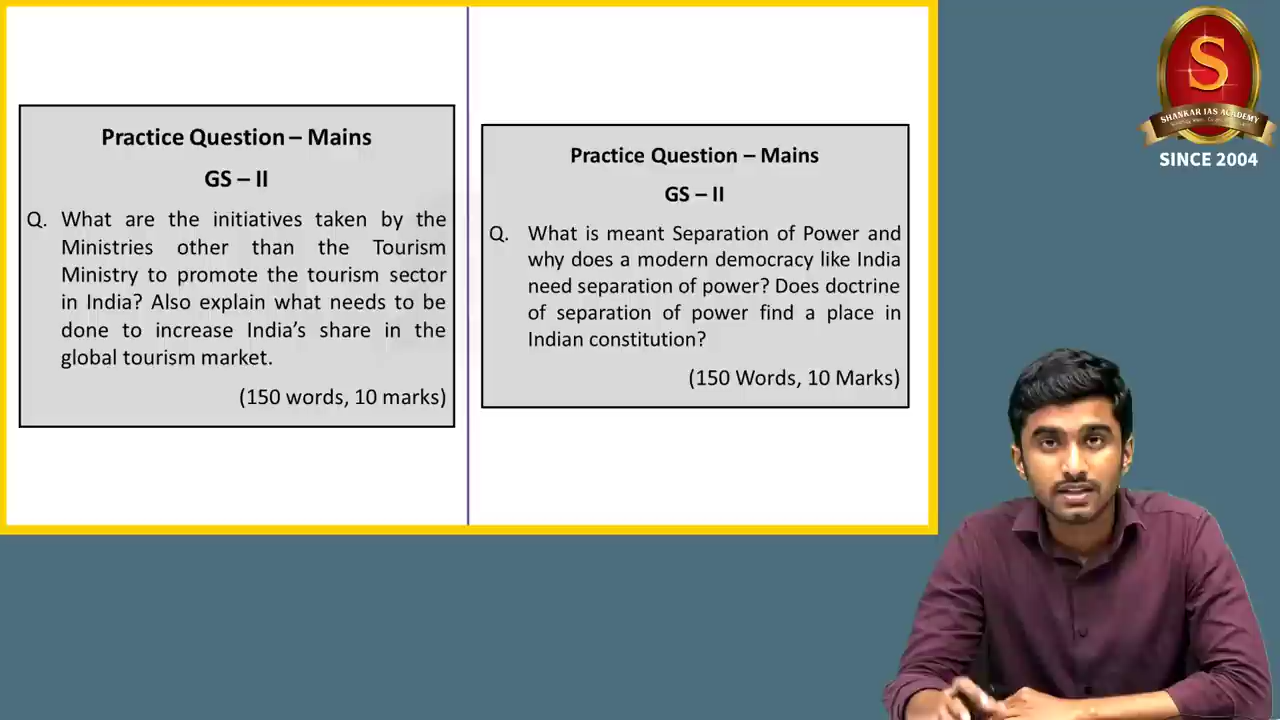 Practice Question – Mains
GS – II
Q. What are the initiatives taken by the
Ministries other than the Tourism
Ministry to promote the tourism sector
in India? Also explain what needs to be
done to increase India’s share in the
global tourism market.
(150 words, 10 marks)
Practice Question – Mains
GS – II
Q. What is meant Separation of Power and
why does a modern democracy like India
need separation of power? Does doctrine
of separation of power find a place in
Indian constitution?
(150 Words, 10 Marks)
S
SHANKAR IAS ACADEMY
SINCE 2004